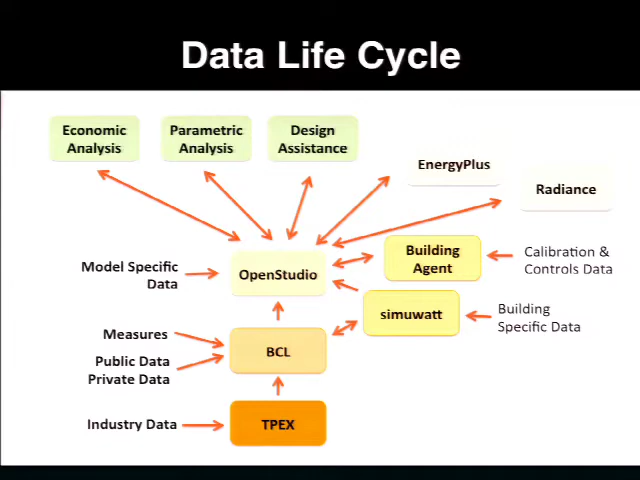 Data Life Cycle
Economic
Analysis
Parametric
Analysis
Design
Assistance
EnergyPlus
Radiance
Building
Agent
Calibration &
Controls Data
Model Specific
Data
OpenStudio
simuwatt
Building
Specific Data
Measures
Public Data
Private Data
BCL
Industry Data
TPEX